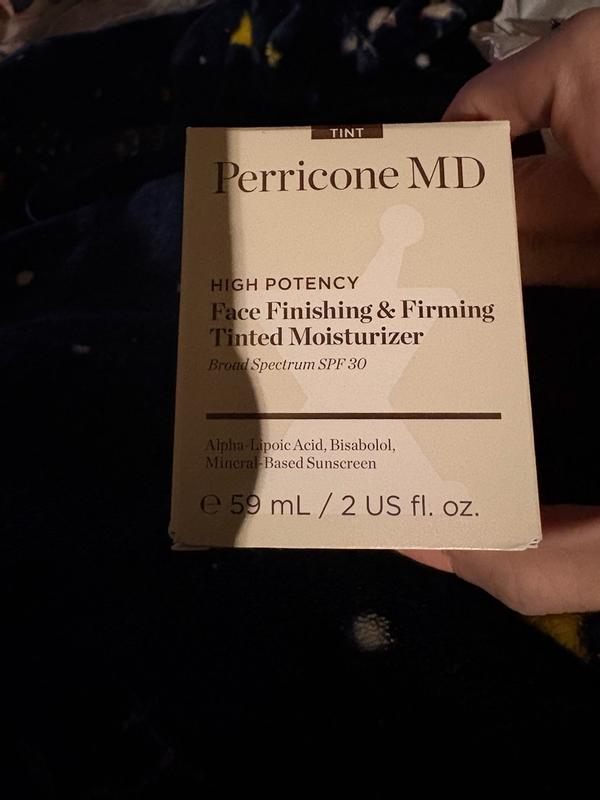 TINT
Perricone MD
HIGH POTENCY
Face Finishing & Firming
Tinted Moisturizer
Broad Spectrum SPF 30
Alpha-Lipoic Acid, Bisabolol,
Mineral-Based Sunscreen
℮ 59 mL / 2 US fl. oz.